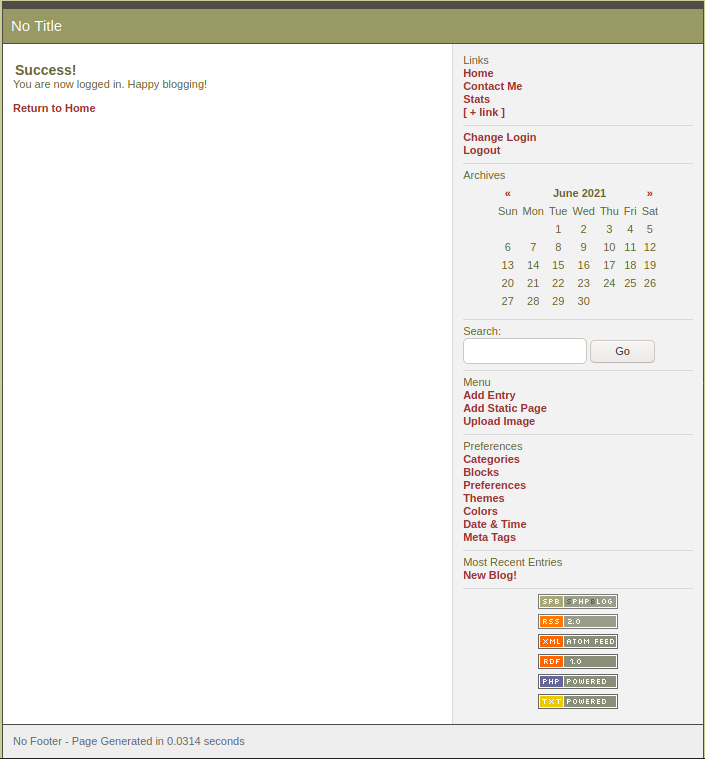 No Title
Success!
You are now logged in. Happy blogging!
Return to Home
Links
Home
Contact Me
Stats
[ + link ]
Change Login
Logout
Archives
« June 2021 »
Sun Mon Tue Wed Thu Fri Sat
1 2 3 4 5
6 7 8 9 10 11 12
13 14 15 16 17 18 19
20 21 22 23 24 25 26
27 28 29 30
Search:
Go
Menu
Add Entry
Add Static Page
Upload Image
Preferences
Categories
Blocks
Preferences
Themes
Colors
Date & Time
Meta Tags
Most Recent Entries
New Blog!
SPB SPHPBLOG
RSS 2.0
XML ATOM FEED
RDF 1.0
PHP POWERED
TXT POWERED
No Footer - Page Generated in 0.0314 seconds